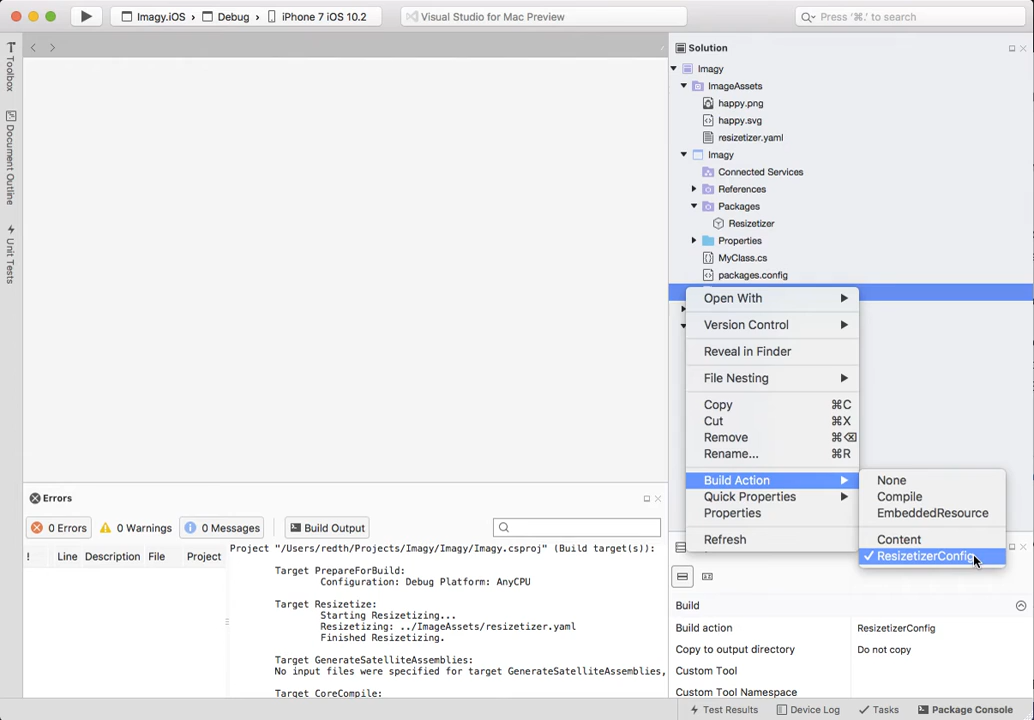 Imagy.iOS > Debug > iPhone 7 iOS 10.2
Visual Studio for Mac Preview
Press '⌘.' to search
Toolbox
Document Outline
Unit Tests
Solution
Imagy
ImageAssets
happy.png
happy.svg
resizetizer.yaml
Imagy
Connected Services
References
Packages
Resizetizer
Properties
MyClass.cs
packages.config
Open With
Version Control
Reveal in Finder
File Nesting
Copy ⌘C
Cut ⌘X
Remove ⌘⌫
Rename... ⌘R
Build Action
Quick Properties
Properties
Refresh
None
Compile
EmbeddedResource
Content
✓ ResizetizerConfig
Errors
0 Errors 0 Warnings 0 Messages Build Output
! Line Description File Project
Project "/Users/redth/Projects/Imagy/Imagy/Imagy.csproj" (Build target(s)):
Target PrepareForBuild:
Configuration: Debug Platform: AnyCPU
Target Resizetize:
Starting Resizetizing...
Resizetizing: ../ImageAssets/resizetizer.yaml
Finished Resizetizing.
Target GenerateSatelliteAssemblies:
No input files were specified for target GenerateSatelliteAssemblies,
Target CoreCompile:
Build
Build action ResizetizerConfig
Copy to output directory Do not copy
Custom Tool
Custom Tool Namespace
Test Results Device Log Tasks Package Console